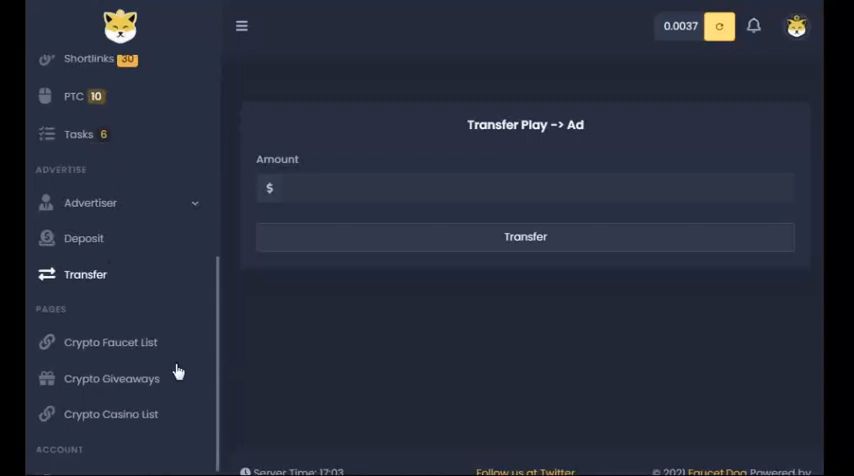 0.0037
Shortlinks 30
PTC 10
Tasks 6
ADVERTISE
Advertiser
Deposit
Transfer
PAGES
Crypto Faucet List
Crypto Giveaways
Crypto Casino List
ACCOUNT
Transfer Play -> Ad
Amount
$
Transfer
Server Time: 17:03
Follow us at Twitter
© 2021 Faucet Dog Powered by